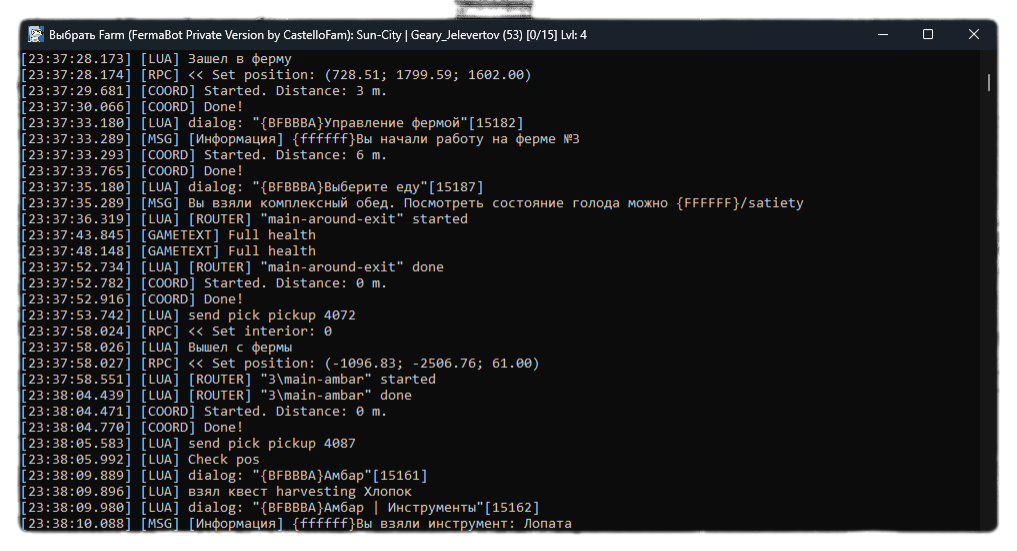 Выбрать Farm (FermaBot Private Version by CastelloFam): Sun-City | Geary_Jelevertov (53) [0/15] Lvl: 4
[23:37:28.173] [LUA] Зашел в ферму
[23:37:28.174] [RPC] << Set position: (728.51; 1799.59; 1602.00)
[23:37:29.681] [COORD] Started. Distance: 3 m.
[23:37:30.066] [COORD] Done!
[23:37:33.180] [LUA] dialog: "{BFBBBA}Управление фермой"[15182]
[23:37:33.289] [MSG] [Информация] {ffffff}Вы начали работу на ферме №3
[23:37:33.293] [COORD] Started. Distance: 6 m.
[23:37:33.765] [COORD] Done!
[23:37:35.180] [LUA] dialog: "{BFBBBA}Выберите еду"[15187]
[23:37:35.289] [MSG] Вы взяли комплексный обед. Посмотреть состояние голода можно {FFFFFF}/satiety
[23:37:36.319] [LUA] [ROUTER] "main-around-exit" started
[23:37:43.845] [GAMETEXT] Full health
[23:37:48.148] [GAMETEXT] Full health
[23:37:52.734] [LUA] [ROUTER] "main-around-exit" done
[23:37:52.782] [COORD] Started. Distance: 0 m.
[23:37:52.916] [COORD] Done!
[23:37:53.742] [LUA] send pick pickup 4072
[23:37:58.024] [RPC] << Set interior: 0
[23:37:58.026] [LUA] Вышел с фермы
[23:37:58.027] [RPC] << Set position: (-1096.83; -2506.76; 61.00)
[23:37:58.551] [LUA] [ROUTER] "3\main-ambar" started
[23:38:04.439] [LUA] [ROUTER] "3\main-ambar" done
[23:38:04.471] [COORD] Started. Distance: 0 m.
[23:38:04.770] [COORD] Done!
[23:38:05.583] [LUA] send pick pickup 4087
[23:38:05.992] [LUA] Check pos
[23:38:09.889] [LUA] dialog: "{BFBBBA}Амбар"[15161]
[23:38:09.896] [LUA] взял квест harvesting Хлопок
[23:38:09.980] [LUA] dialog: "{BFBBBA}Амбар | Инструменты"[15162]
[23:38:10.088] [MSG] [Информация] {ffffff}Вы взяли инструмент: Лопата